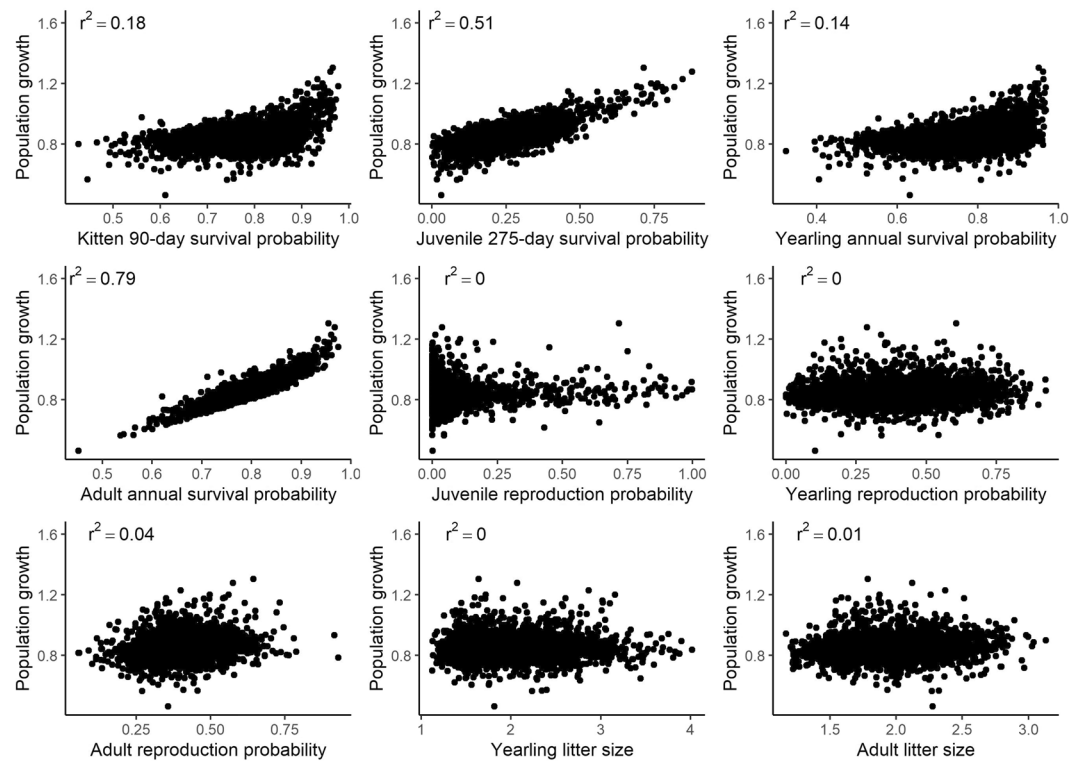 r² = 0.18
Population growth
1.6
1.2
0.8
0.5 0.6 0.7 0.8 0.9 1.0
Kitten 90-day survival probability
r² = 0.51
Population growth
1.6
1.2
0.8
0.00 0.25 0.50 0.75
Juvenile 275-day survival probability
r² = 0.14
Population growth
1.6
1.2
0.8
0.4 0.6 0.8 1.0
Yearling annual survival probability
r² = 0.79
Population growth
1.6
1.2
0.8
0.5 0.6 0.7 0.8 0.9 1.0
Adult annual survival probability
r² = 0
Population growth
1.6
1.2
0.8
0.00 0.25 0.50 0.75 1.00
Juvenile reproduction probability
r² = 0
Population growth
1.6
1.2
0.8
0.00 0.25 0.50 0.75
Yearling reproduction probability
r² = 0.04
Population growth
1.6
1.2
0.8
0.25 0.50 0.75
Adult reproduction probability
r² = 0
Population growth
1.6
1.2
0.8
1 2 3 4
Yearling litter size
r² = 0.01
Population growth
1.6
1.2
0.8
1.5 2.0 2.5 3.0
Adult litter size